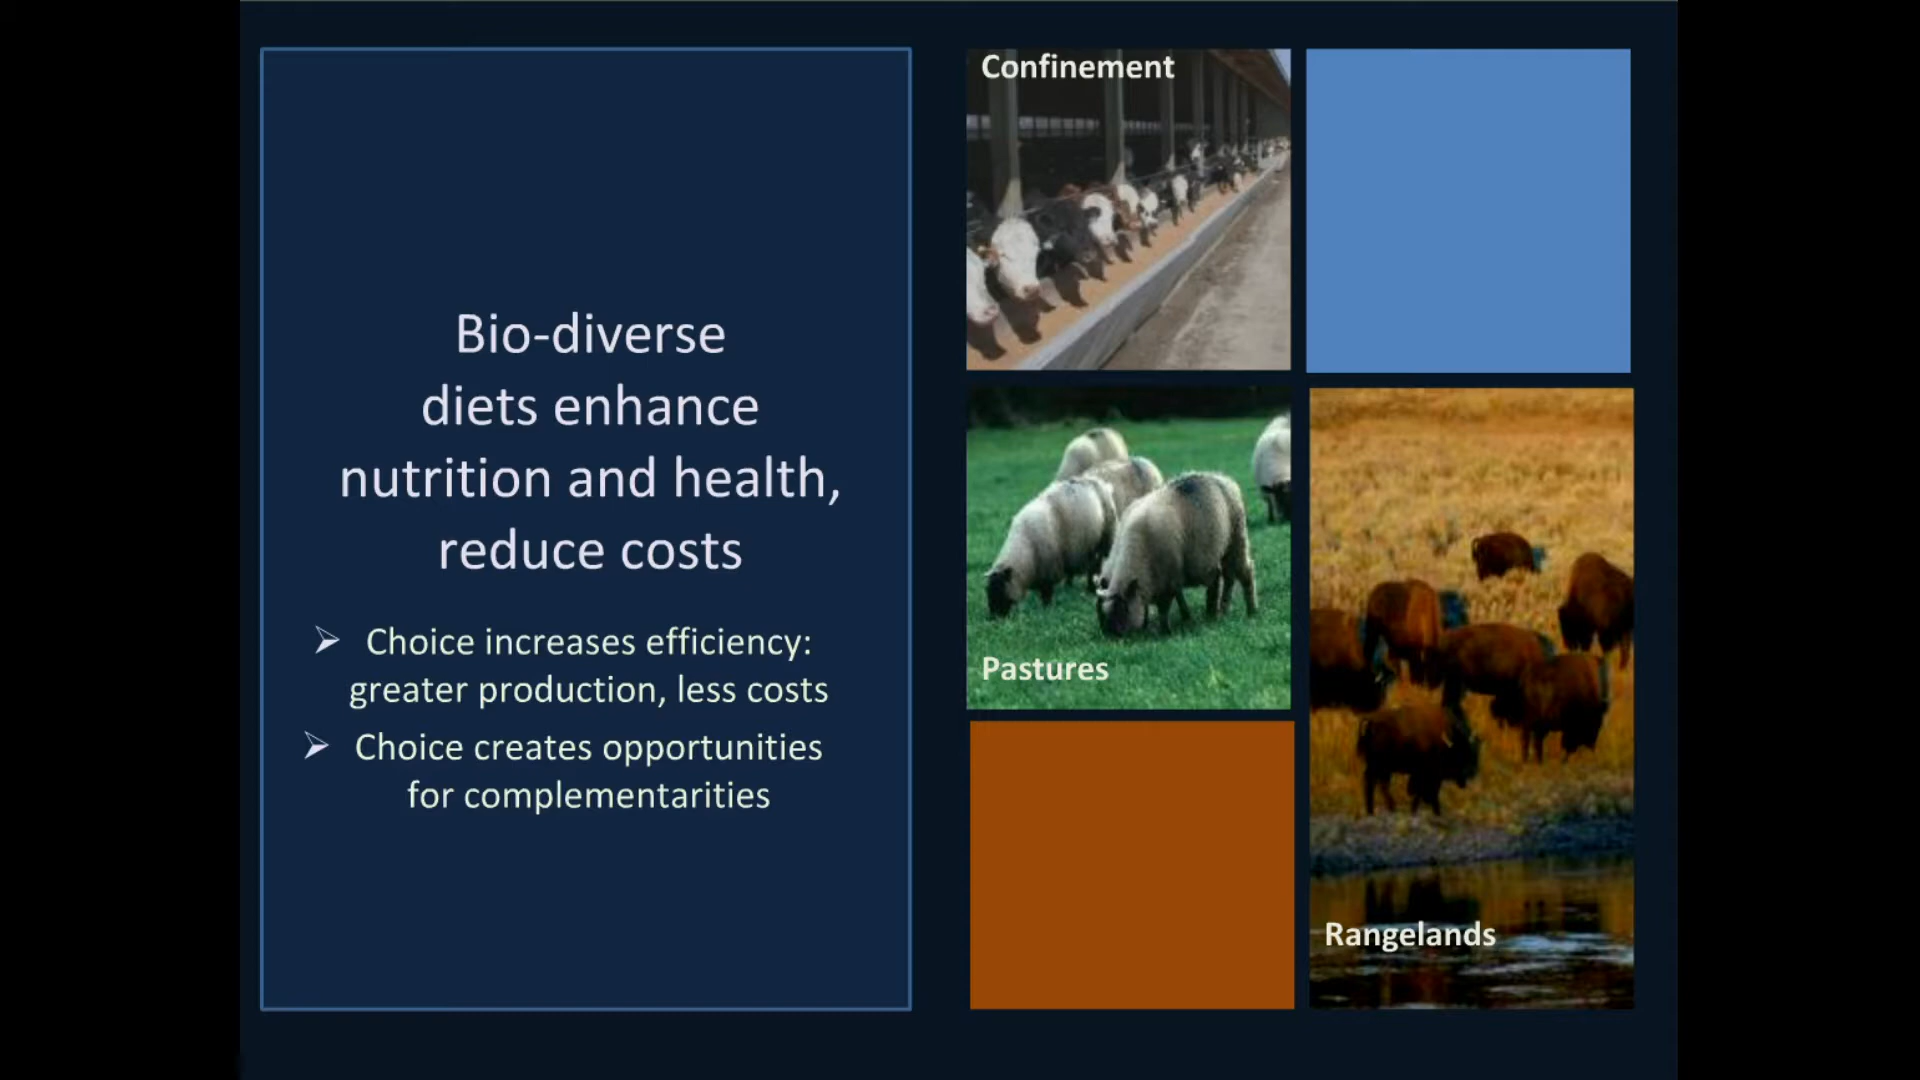 Bio-diverse
diets enhance
nutrition and health,
reduce costs
➢ Choice increases efficiency:
greater production, less costs
➢ Choice creates opportunities
for complementarities
Confinement
Pastures
Rangelands